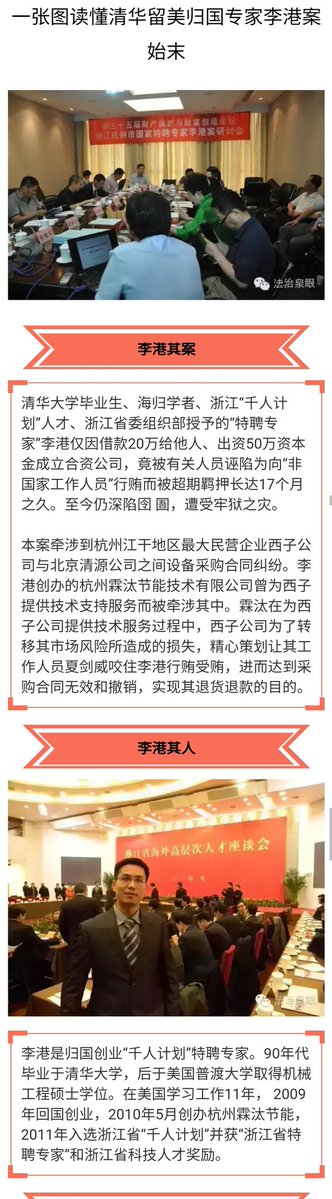 一张图读懂清华留美归国专家李港案
始末
第三十五届财产保护与财富创造论坛
浙江杭州市国家特聘专家李港案研讨会
法治泉眼
李港其案
清华大学毕业生、海归学者、浙江“千人计
划”人才、浙江省委组织部授予的“特聘专
家”李港仅因借款20万给他人、出资50万资本
金成立合资公司，竟被有关人员诬陷为向“非
国家工作人员”行贿而被超期羁押长达17个月
之久。至今仍深陷囹 圄，遭受牢狱之灾。
本案牵涉到杭州江干地区最大民营企业西子公
司与北京清源公司之间设备采购合同纠纷。李
港创办的杭州霖汰节能技术有限公司曾为西子
提供技术支持服务而被牵涉其中。霖汰在为西
子公司提供技术服务过程中，西子公司为了转
移其市场风险所造成的损失，精心策划让其工
作人员夏剑威咬住李港行贿受贿，进而达到采
购合同无效和撤销，实现其退货退款的目的。
李港其人
浙江省海外高层次人才座谈会
法治泉眼
李港是归国创业“千人计划”特聘专家。90年代
毕业于清华大学，后于美国普渡大学取得机械
工程硕士学位。在美国学习工作11年， 2009
年回国创业，2010年5月创办杭州霖汰节能，
2011年入选浙江省“千人计划”并获“浙江省特
聘专家”和浙江省科技人才奖励。